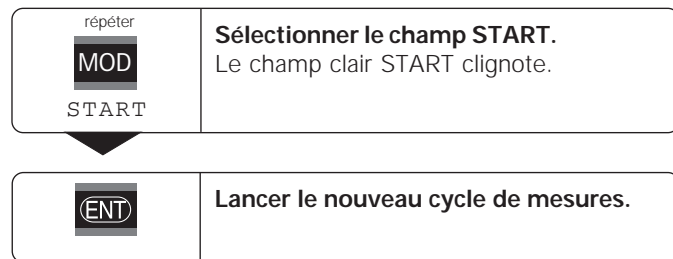 répéter
MOD
START
Sélectionner le champ START.
Le champ clair START clignote.
ENT
Lancer le nouveau cycle de mesures.